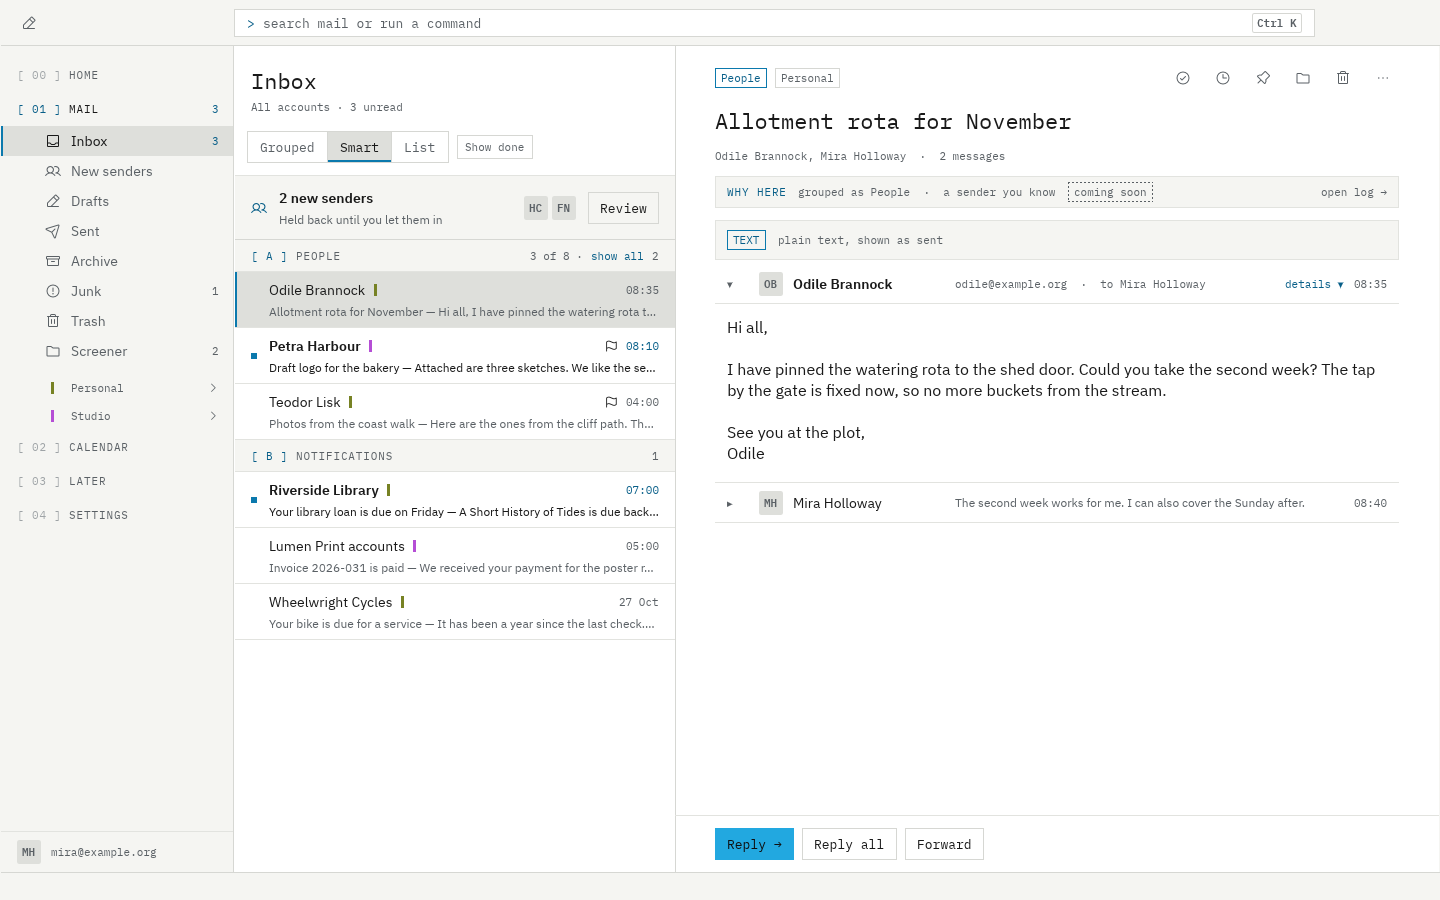 > search mail or run a command
Ctrl K
[ 00 ] HOME
[ 01 ] MAIL 3
Inbox 3
New senders
Drafts
Sent
Archive
Junk 1
Trash
Screener 2
Personal
Studio
[ 02 ] CALENDAR
[ 03 ] LATER
[ 04 ] SETTINGS
MH mira@example.org
Inbox
All accounts · 3 unread
Grouped Smart List Show done
2 new senders
Held back until you let them in
HC FN Review
[ A ] PEOPLE 3 of 8 · show all 2
Odile Brannock 08:35
Allotment rota for November — Hi all, I have pinned the watering rota t…
Petra Harbour 08:10
Draft logo for the bakery — Attached are three sketches. We like the se…
Teodor Lisk 04:00
Photos from the coast walk — Here are the ones from the cliff path. Th…
[ B ] NOTIFICATIONS 1
Riverside Library 07:00
Your library loan is due on Friday — A Short History of Tides is due back…
Lumen Print accounts 05:00
Invoice 2026-031 is paid — We received your payment for the poster r…
Wheelwright Cycles 27 Oct
Your bike is due for a service — It has been a year since the last check.…
People Personal
Allotment rota for November
Odile Brannock, Mira Holloway · 2 messages
WHY HERE grouped as People · a sender you know coming soon open log →
TEXT plain text, shown as sent
▾ OB Odile Brannock odile@example.org · to Mira Holloway details ▾ 08:35
Hi all,
I have pinned the watering rota to the shed door. Could you take the second week? The tap
by the gate is fixed now, so no more buckets from the stream.
See you at the plot,
Odile
▸ MH Mira Holloway The second week works for me. I can also cover the Sunday after. 08:40
Reply → Reply all Forward